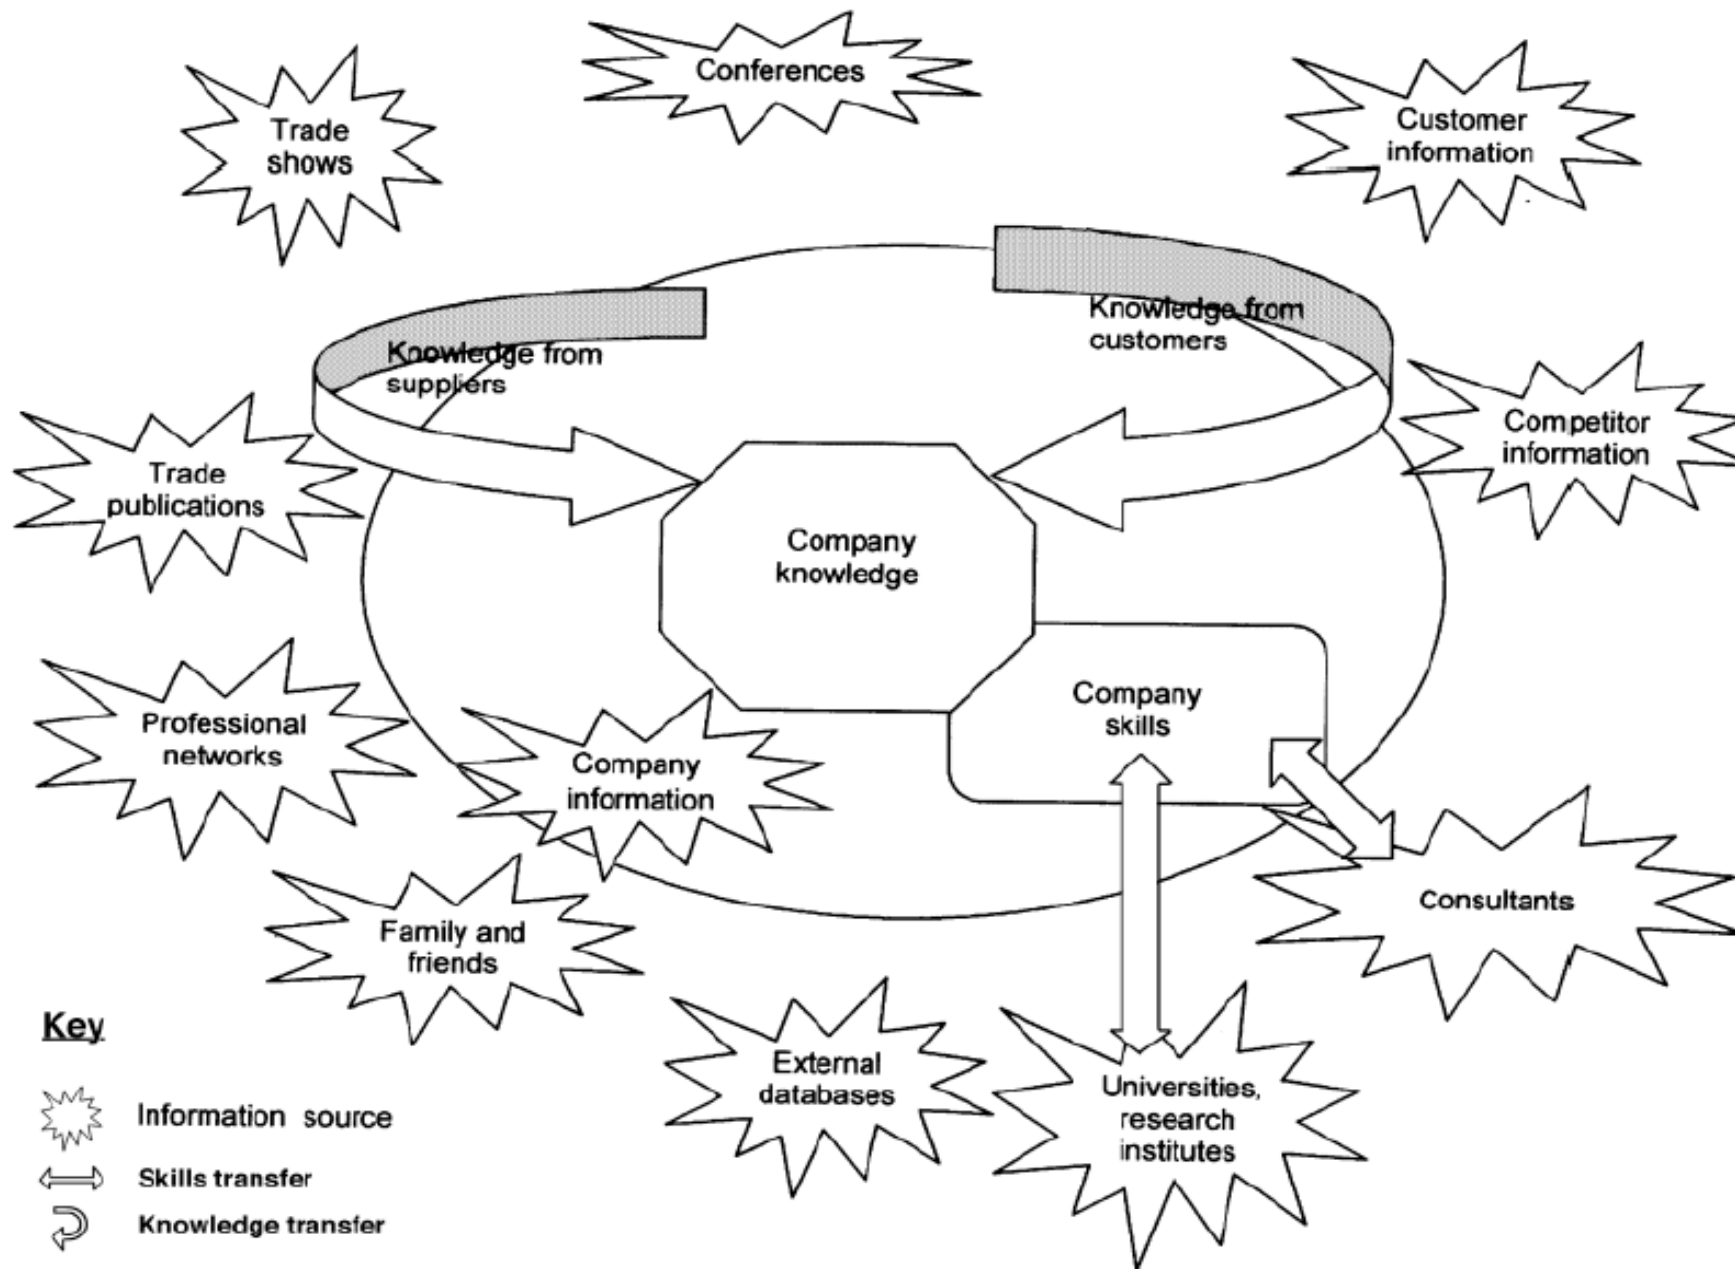 Conferences
Trade
shows
Customer
information
Knowledge from
customers
Knowledge from
suppliers
Competitor
information
Trade
publications
Company
knowledge
Company
skills
Professional
networks
Company
information
Consultants
Family and
friends
External
databases
Universities,
research
institutes
Key
Information source
Skills transfer
Knowledge transfer